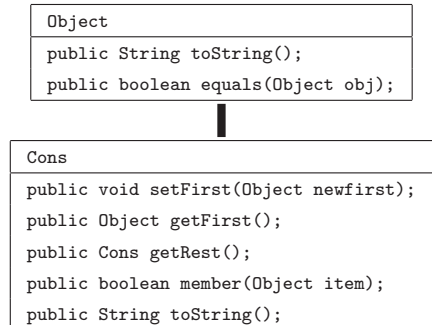 Object
public String toString();
public boolean equals(Object obj);
Cons
public void setFirst(Object newfirst);
public Object getFirst();
public Cons getRest();
public boolean member(Object item);
public String toString();